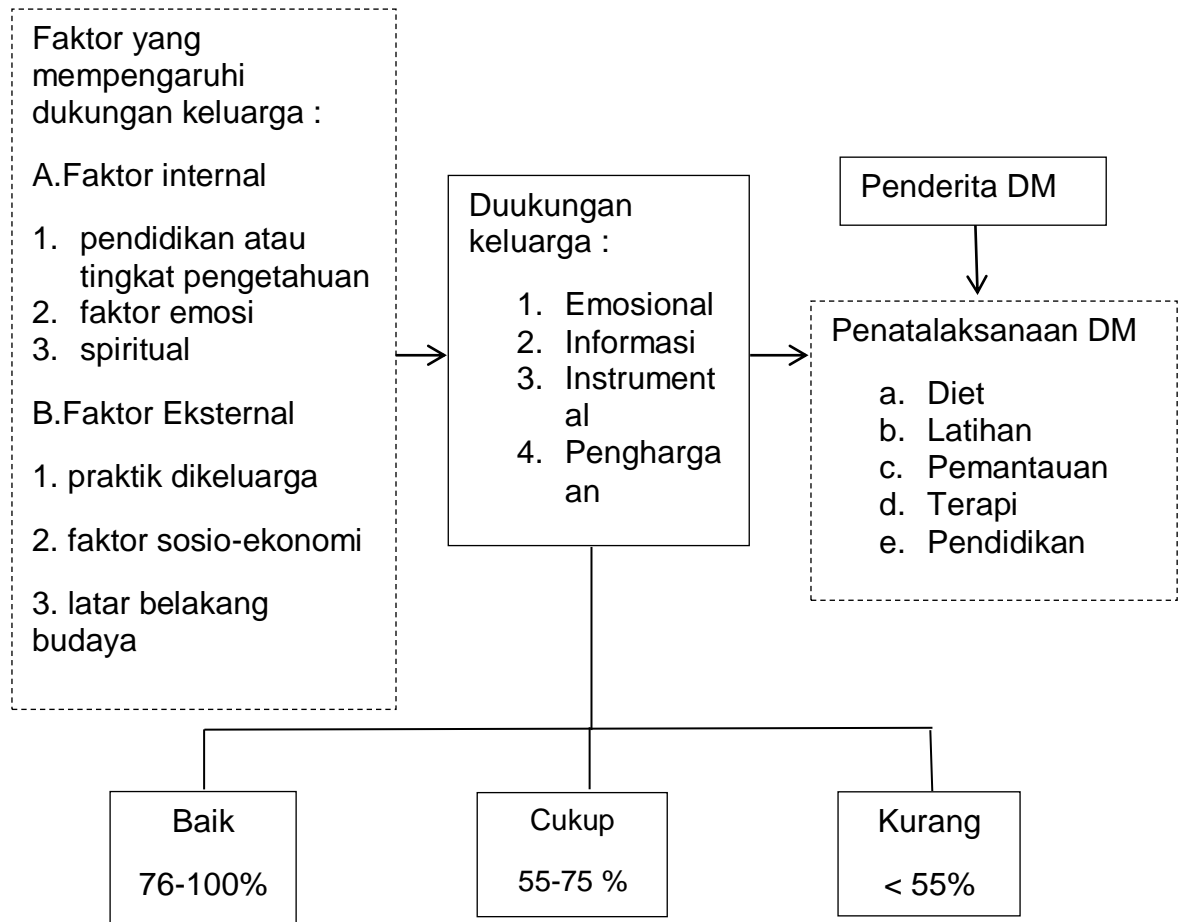 Faktor yang
mempengaruhi
dukungan keluarga :
A.Faktor internal
1. pendidikan atau
tingkat pengetahuan
2. faktor emosi
3. spiritual
B.Faktor Eksternal
1. praktik dikeluarga
2. faktor sosio-ekonomi
3. latar belakang
budaya
Duukungan
keluarga :
1. Emosional
2. Informasi
3. Instrument
al
4. Pengharga
an
Penderita DM
Penatalaksanaan DM
a. Diet
b. Latihan
c. Pemantauan
d. Terapi
e. Pendidikan
Baik
76-100%
Cukup
55-75 %
Kurang
< 55%